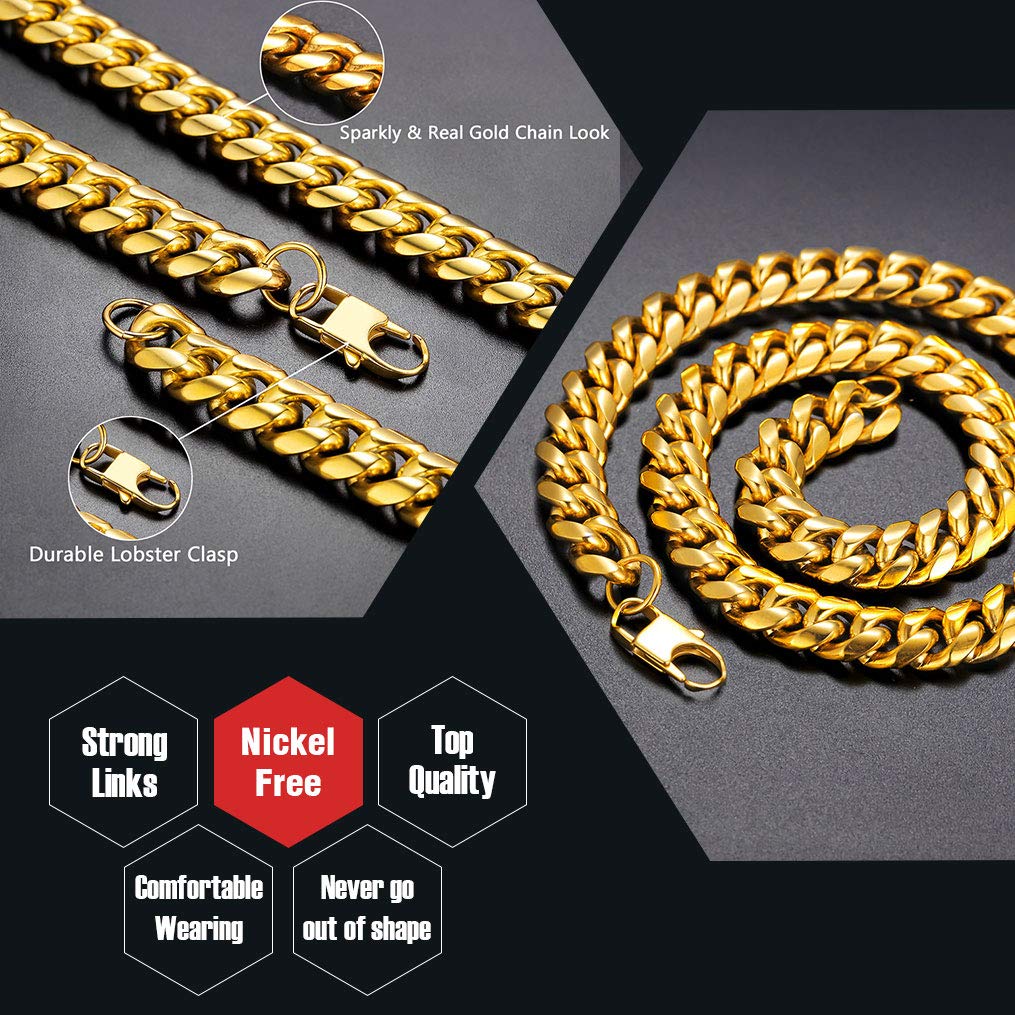 Sparkly & Real Gold Chain Look
Durable Lobster Clasp
Strong
Links
Nickel
Free
Top
Quality
Comfortable
Wearing
Never go
out of shape